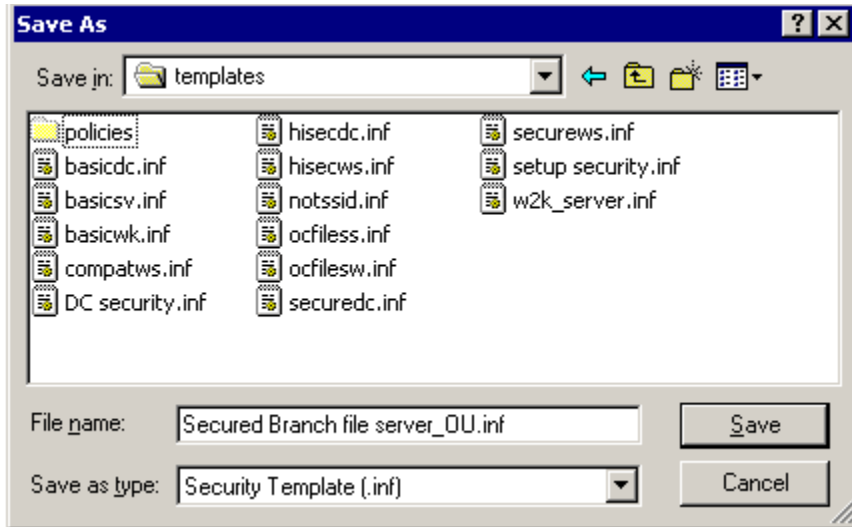 Save As
Save in: templates
policies
basicdc.inf
basicsv.inf
basicwk.inf
compatws.inf
DC security.inf
hisecdc.inf
hisecws.inf
notssid.inf
ocfiless.inf
ocfilesw.inf
securedc.inf
securews.inf
setup security.inf
w2k_server.inf
File name: Secured Branch file server_OU.inf
Save
Save as type: Security Template (.inf)
Cancel